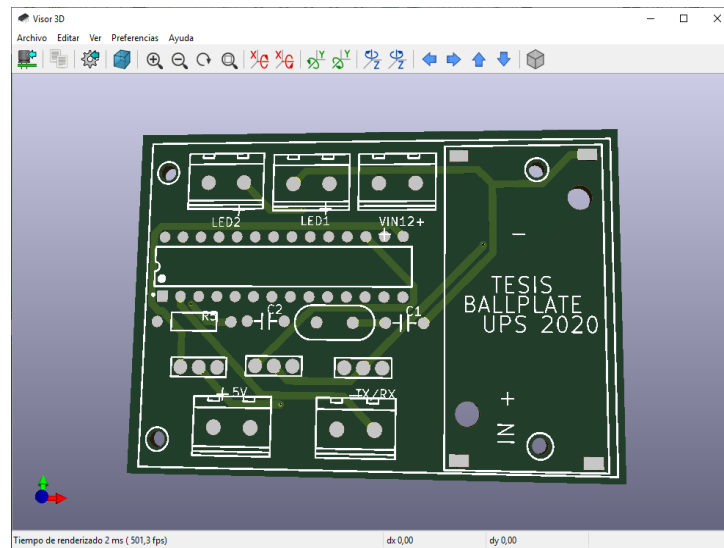 Visor 3D
Archivo Editar Ver Preferencias Ayuda
X X Y Y Z Z
LED2 LED1 VIN12+
+ + +
−
TESIS
BALLPLATE
UPS 2020
R3 C2 C1
+ 5V TX/RX
+
IN
Tiempo de renderizado 2 ms ( 501,3 fps) dx 0,00 dy 0,00